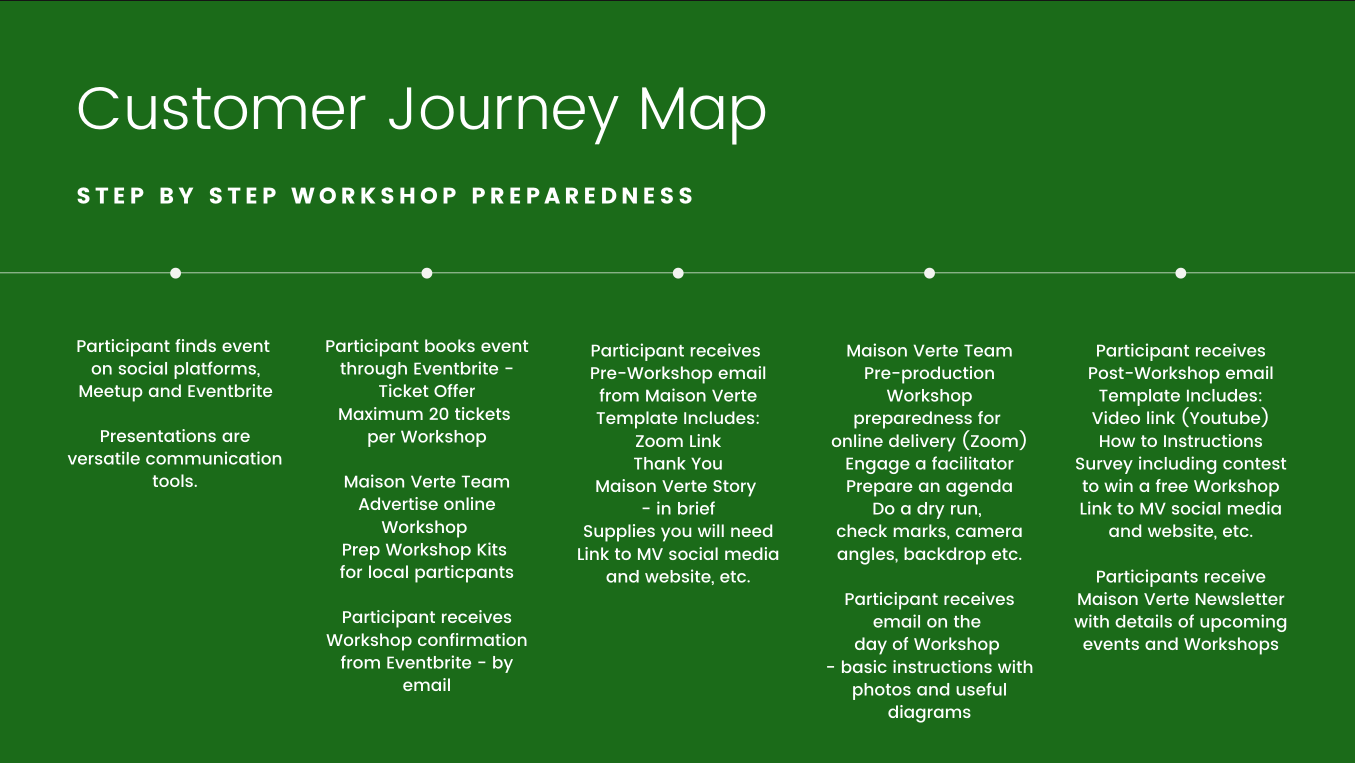 Customer Journey Map
STEP BY STEP WORKSHOP PREPAREDNESS
Participant finds event
on social platforms,
Meetup and Eventbrite
Presentations are
versatile communication
tools.
Participant books event
through Eventbrite -
Ticket Offer
Maximum 20 tickets
per Workshop
Maison Verte Team
Advertise online
Workshop
Prep Workshop Kits
for local particpants
Participant receives
Workshop confirmation
from Eventbrite - by
email
Participant receives
Pre-Workshop email
from Maison Verte
Template Includes:
Zoom Link
Thank You
Maison Verte Story
- in brief
Supplies you will need
Link to MV social media
and website, etc.
Maison Verte Team
Pre-production
Workshop
preparedness for
online delivery (Zoom)
Engage a facilitator
Prepare an agenda
Do a dry run,
check marks, camera
angles, backdrop etc.
Participant receives
email on the
day of Workshop
- basic instructions with
photos and useful
diagrams
Participant receives
Post-Workshop email
Template Includes:
Video link (Youtube)
How to Instructions
Survey including contest
to win a free Workshop
Link to MV social media
and website, etc.
Participants receive
Maison Verte Newsletter
with details of upcoming
events and Workshops